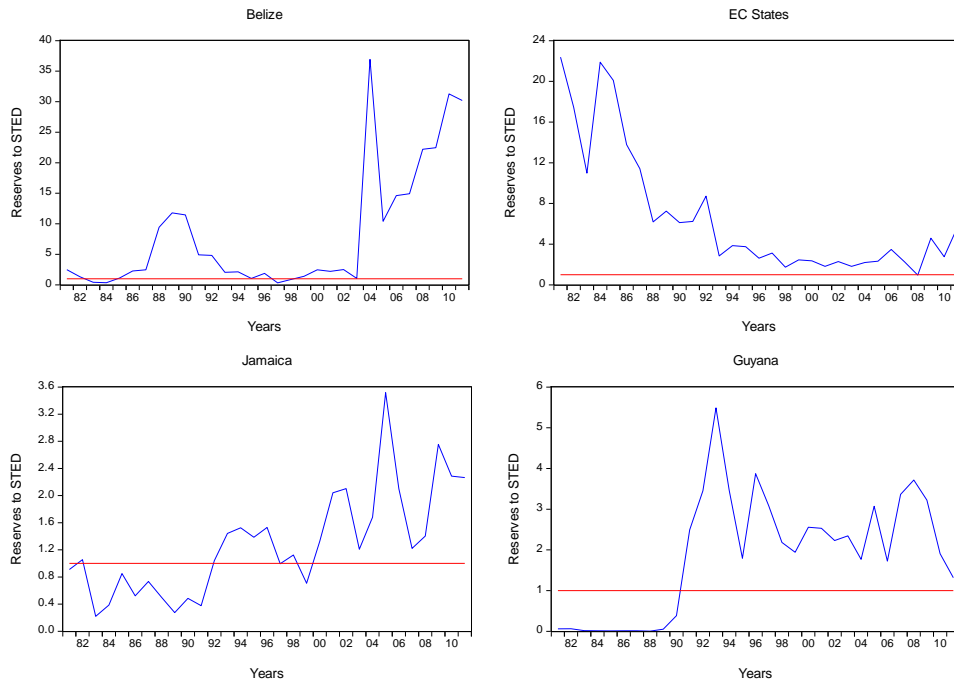 Belize
Reserves to STED
40
35
30
25
20
15
10
5
0
82 84 86 88 90 92 94 96 98 00 02 04 06 08 10
Years
EC States
Reserves to STED
24
20
16
12
8
4
0
82 84 86 88 90 92 94 96 98 00 02 04 06 08 10
Years
Jamaica
Reserves to STED
3.6
3.2
2.8
2.4
2.0
1.6
1.2
0.8
0.4
0.0
82 84 86 88 90 92 94 96 98 00 02 04 06 08 10
Years
Guyana
Reserves to STED
6
5
4
3
2
1
0
82 84 86 88 90 92 94 96 98 00 02 04 06 08 10
Years